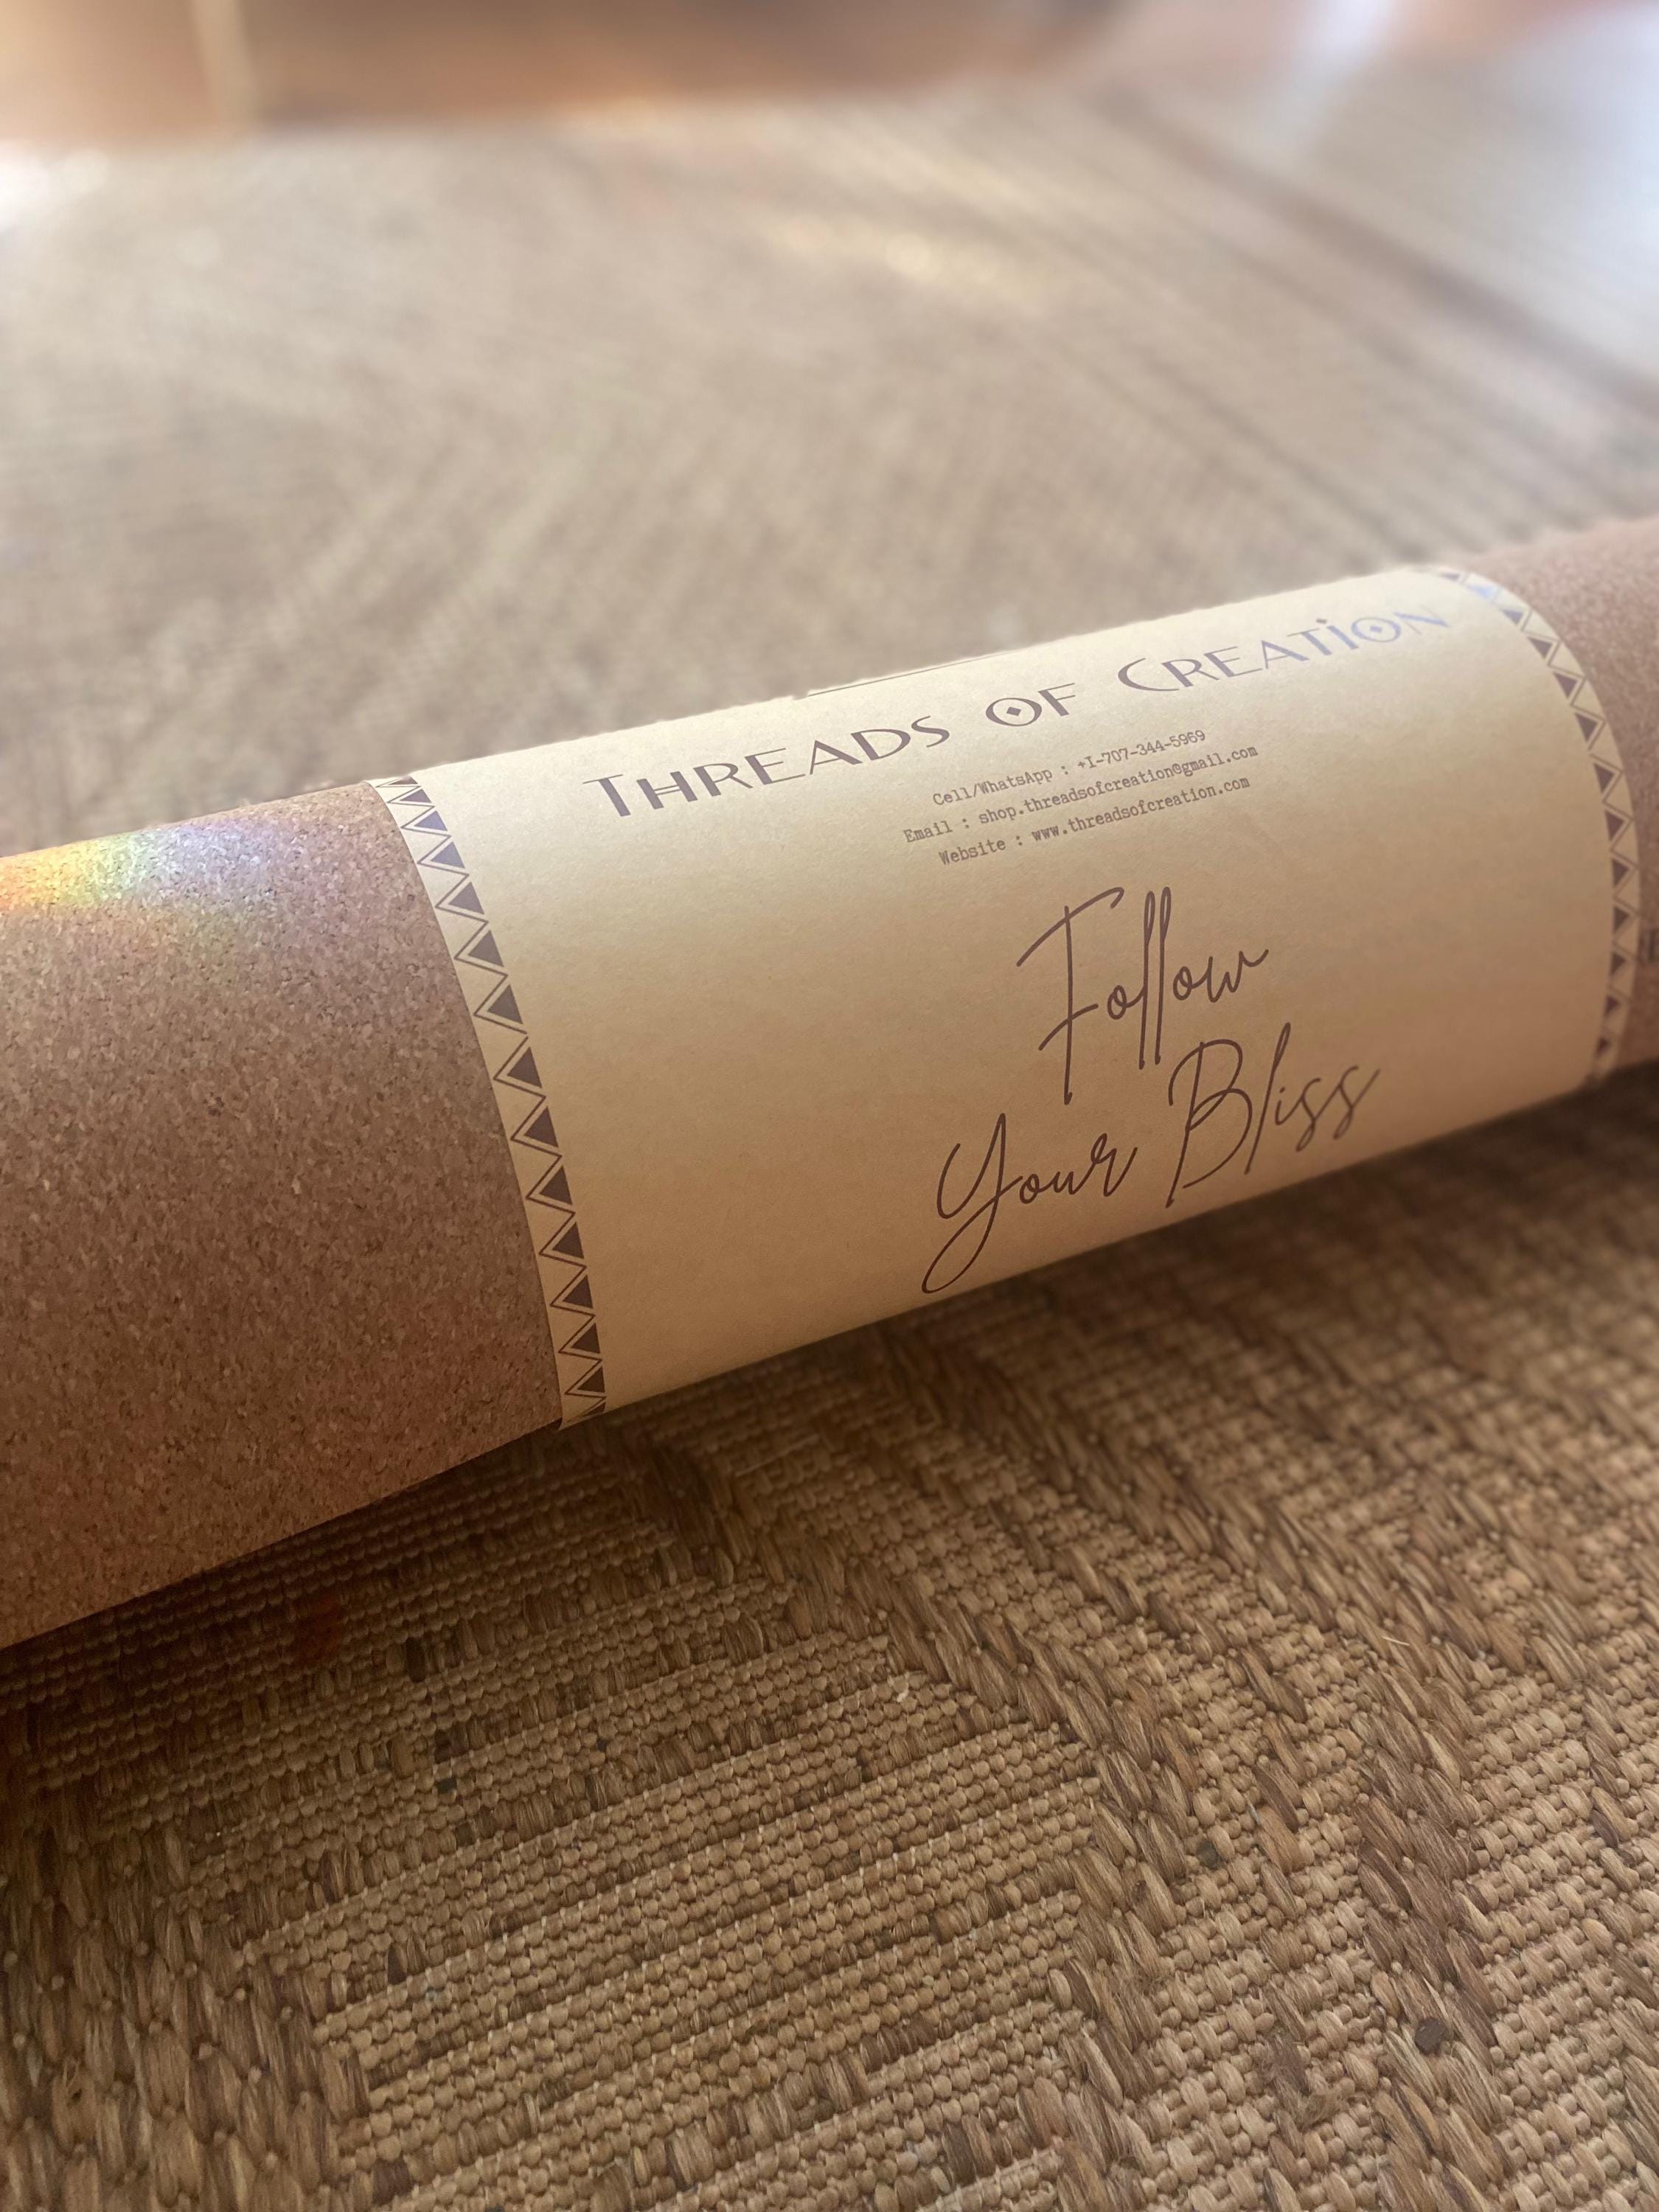 THREADS OF CREATION
Cell/WhatsApp : +1-707-344-5969
Email : shop.threadsofcreation@gmail.com
Website : www.threadsofcreation.com
Follow
Your Bliss